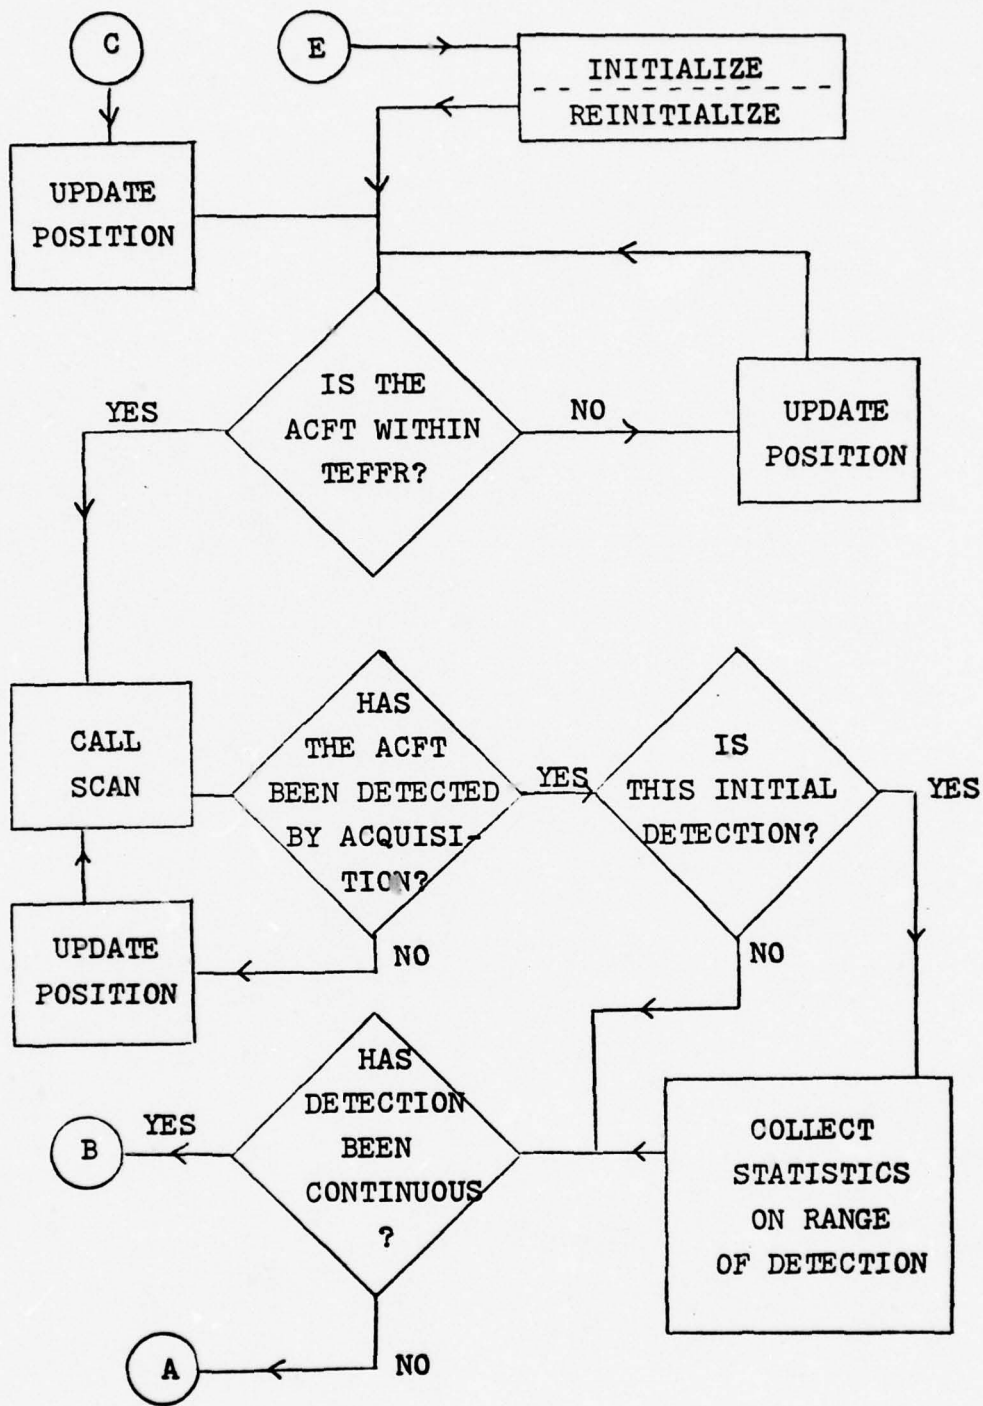 C
E
INITIALIZE
REINITIALIZE
UPDATE
POSITION
IS THE
ACFT WITHIN
TEFFR?
YES
NO
UPDATE
POSITION
CALL
SCAN
HAS
THE ACFT
BEEN DETECTED
BY ACQUISI-
TION?
YES
IS
THIS INITIAL
DETECTION?
YES
NO
UPDATE
POSITION
NO
HAS
DETECTION
BEEN
CONTINUOUS
?
YES
B
COLLECT
STATISTICS
ON RANGE
OF DETECTION
A
NO